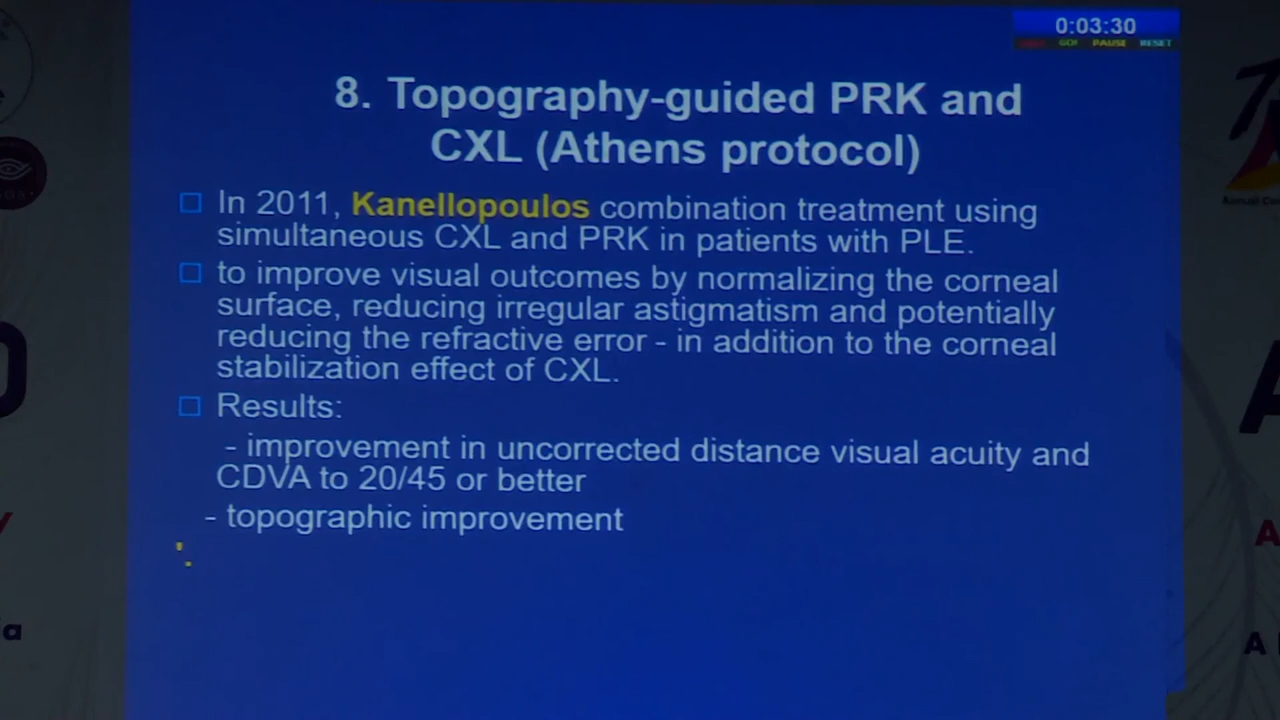 0:03:30
GO! PAUSE RESET
8. Topography-guided PRK and
CXL (Athens protocol)
In 2011, Kanellopoulos combination treatment using
simultaneous CXL and PRK in patients with PLE.
to improve visual outcomes by normalizing the corneal
surface, reducing irregular astigmatism and potentially
reducing the refractive error - in addition to the corneal
stabilization effect of CXL.
Results:
- improvement in uncorrected distance visual acuity and
CDVA to 20/45 or better
- topographic improvement